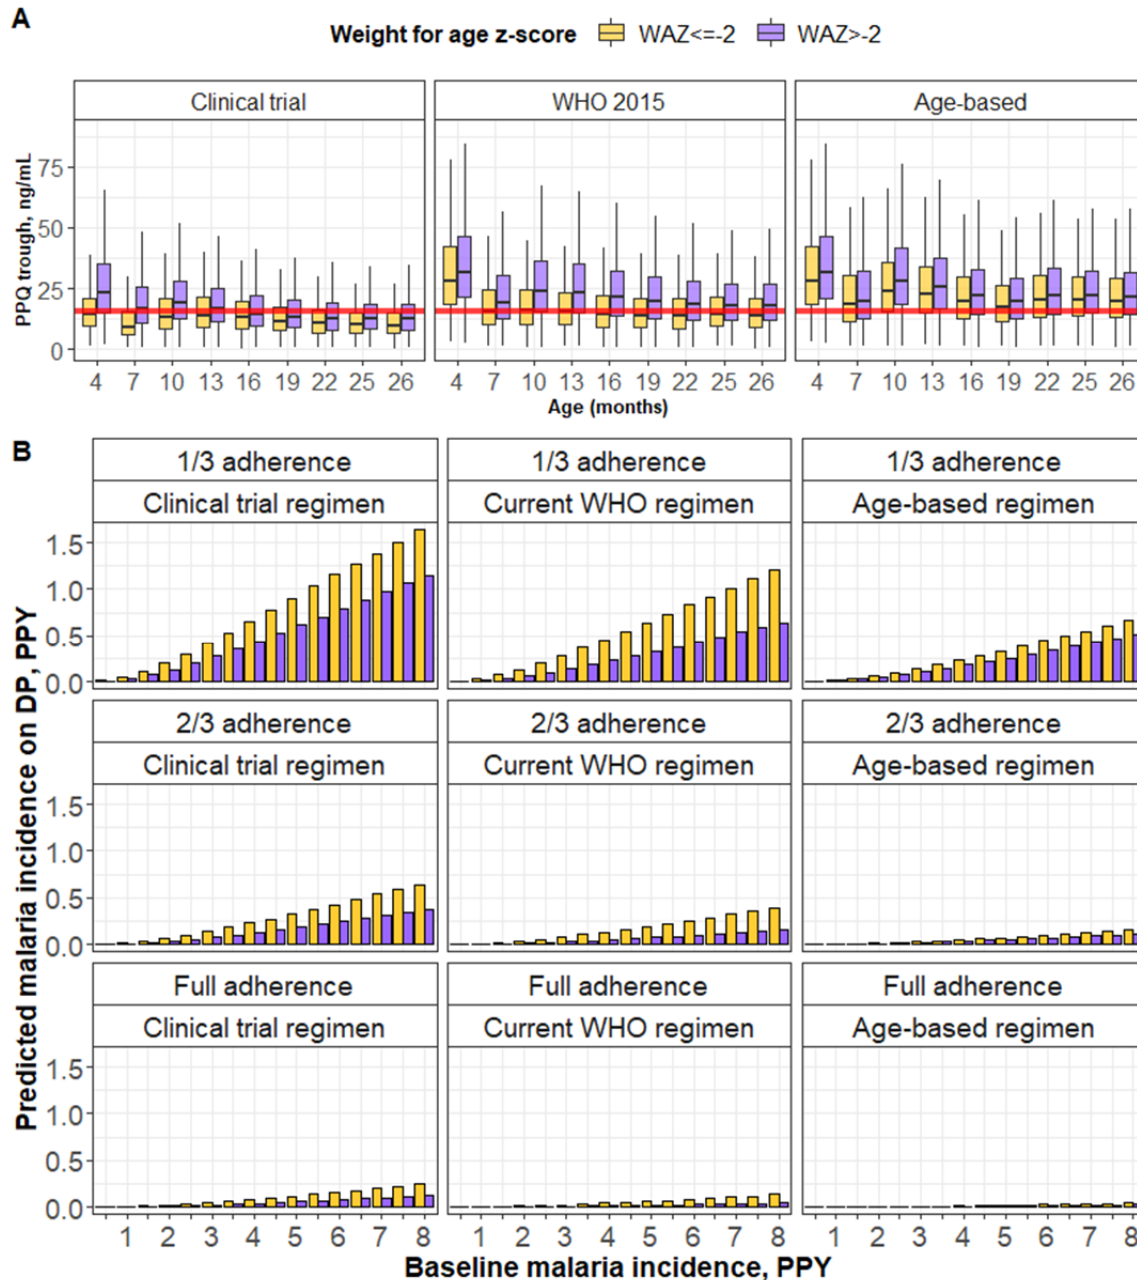 A
Weight for age z-score WAZ<=-2 WAZ>-2
Clinical trial WHO 2015 Age-based
PPQ trough, ng/mL
75
50
25
0
4 7 10 13 16 19 22 25 26 4 7 10 13 16 19 22 25 26 4 7 10 13 16 19 22 25 26
Age (months)
B
1/3 adherence 1/3 adherence 1/3 adherence
Clinical trial regimen Current WHO regimen Age-based regimen
1.5
1.0
0.5
0.0
2/3 adherence 2/3 adherence 2/3 adherence
Clinical trial regimen Current WHO regimen Age-based regimen
1.5
1.0
0.5
0.0
Full adherence Full adherence Full adherence
Clinical trial regimen Current WHO regimen Age-based regimen
1.5
1.0
0.5
0.0
Predicted malaria incidence on DP, PPY
1 2 3 4 5 6 7 8 1 2 3 4 5 6 7 8 1 2 3 4 5 6 7 8
Baseline malaria incidence, PPY